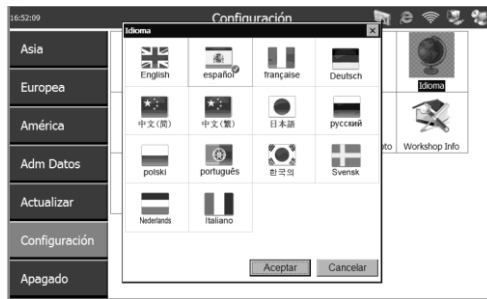 16:52:09
Configuración
Idioma
Asia
Europea
América
Adm Datos
Actualizar
Configuración
Apagado
English
español
française
Deutsch
中文(简)
中文(繁)
日本語
русский
polski
português
한국의
Svensk
Nederlands
Italiano
Aceptar
Cancelar
Idioma
Workshop Info